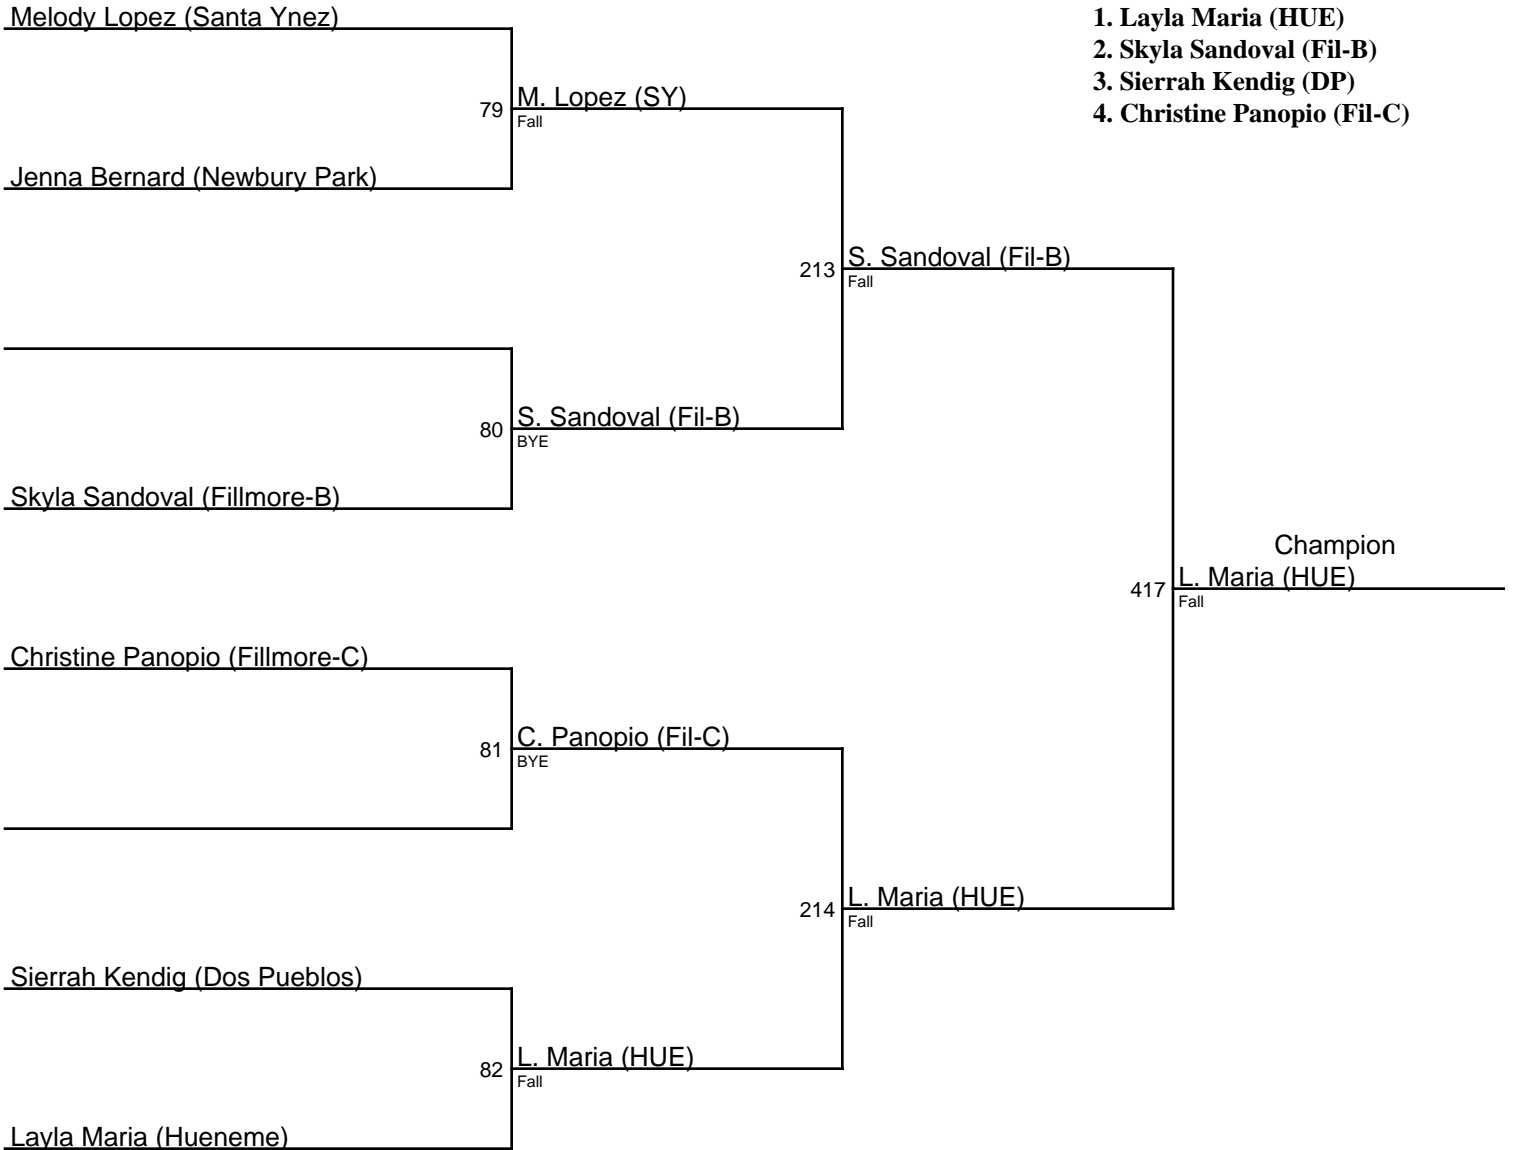 Melody Lopez (Santa Ynez)
1. Layla Maria (HUE)
2. Skyla Sandoval (Fil-B)
3. Sierrah Kendig (DP)
4. Christine Panopio (Fil-C)
79
M. Lopez (SY)
Fall
Jenna Bernard (Newbury Park)
213
S. Sandoval (Fil-B)
Fall
80
S. Sandoval (Fil-B)
BYE
Skyla Sandoval (Fillmore-B)
Champion
417
L. Maria (HUE)
Fall
Christine Panopio (Fillmore-C)
81
C. Panopio (Fil-C)
BYE
214
L. Maria (HUE)
Fall
Sierrah Kendig (Dos Pueblos)
82
L. Maria (HUE)
Fall
Layla Maria (Hueneme)